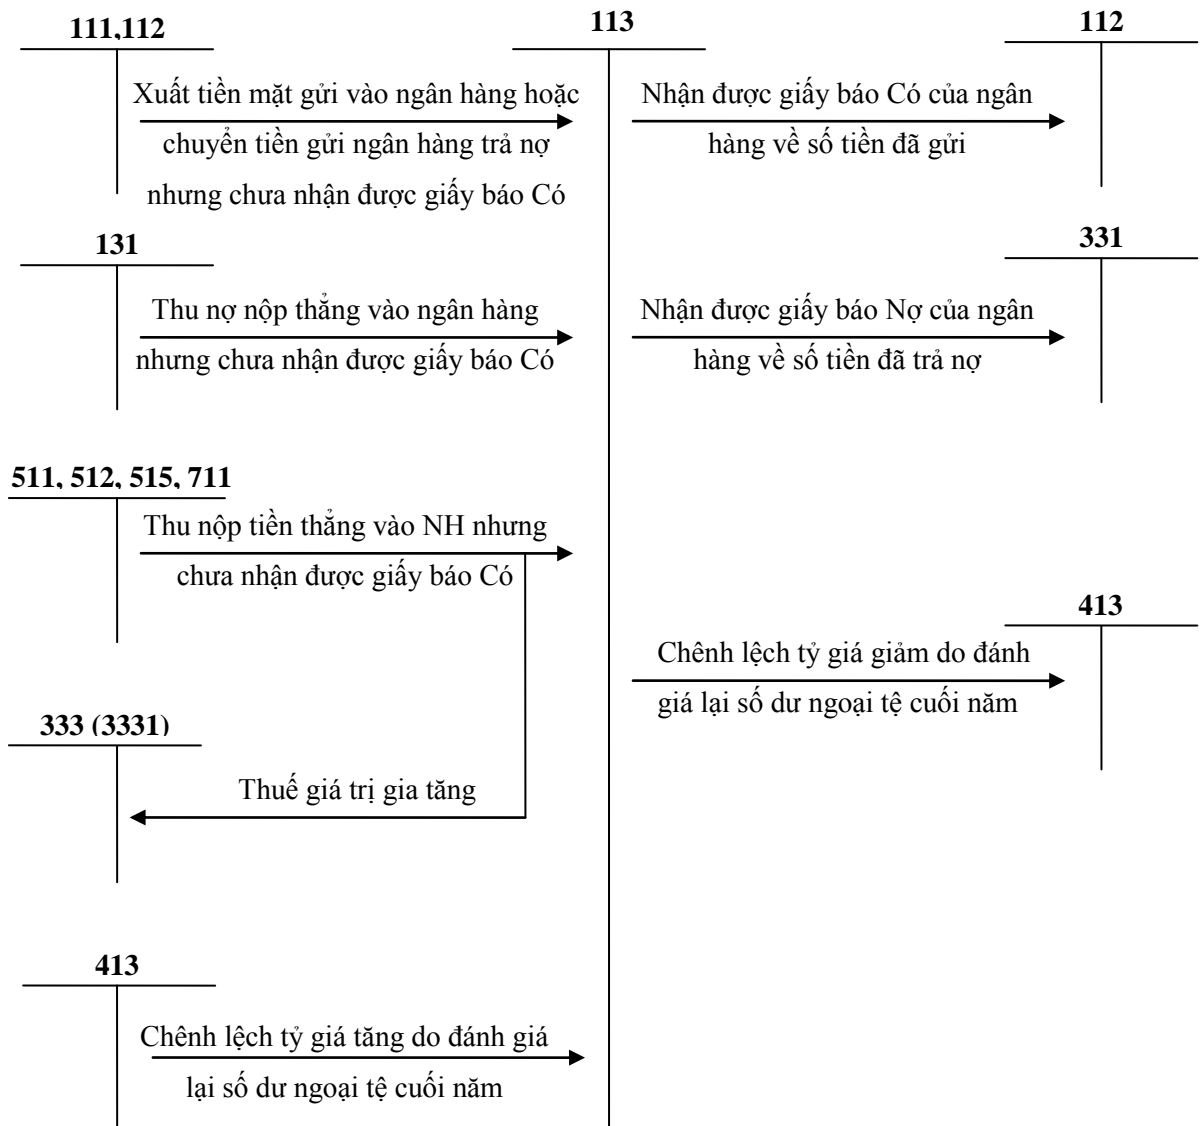 111,112
113
112
Xuất tiền mặt gửi vào ngân hàng hoặc
chuyển tiền gửi ngân hàng trả nợ
nhưng chưa nhận được giấy báo Có
Nhận được giấy báo Có của ngân
hàng về số tiền đã gửi
131
331
Thu nợ nộp thẳng vào ngân hàng
nhưng chưa nhận được giấy báo Có
Nhận được giấy báo Nợ của ngân
hàng về số tiền đã trả nợ
511, 512, 515, 711
Thu nộp tiền thẳng vào NH nhưng
chưa nhận được giấy báo Có
413
Chênh lệch tỷ giá giảm do đánh
giá lại số dư ngoại tệ cuối năm
333 (3331)
Thuế giá trị gia tăng
413
Chênh lệch tỷ giá tăng do đánh giá
lại số dư ngoại tệ cuối năm